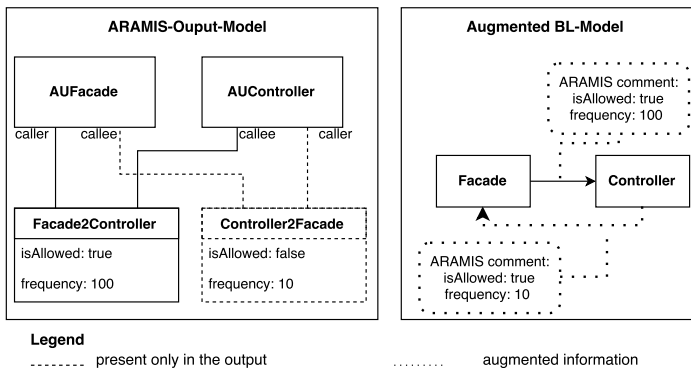 ARAMIS-Ouput-Model
AUFacade
AUController
caller
callee
callee
caller
Facade2Controller
isAllowed: true
frequency: 100
Controller2Facade
isAllowed: false
frequency: 10
Augmented BL-Model
ARAMIS comment:
isAllowed: true
frequency: 100
Facade
Controller
ARAMIS comment:
isAllowed: true
frequency: 10
Legend
present only in the output
augmented information